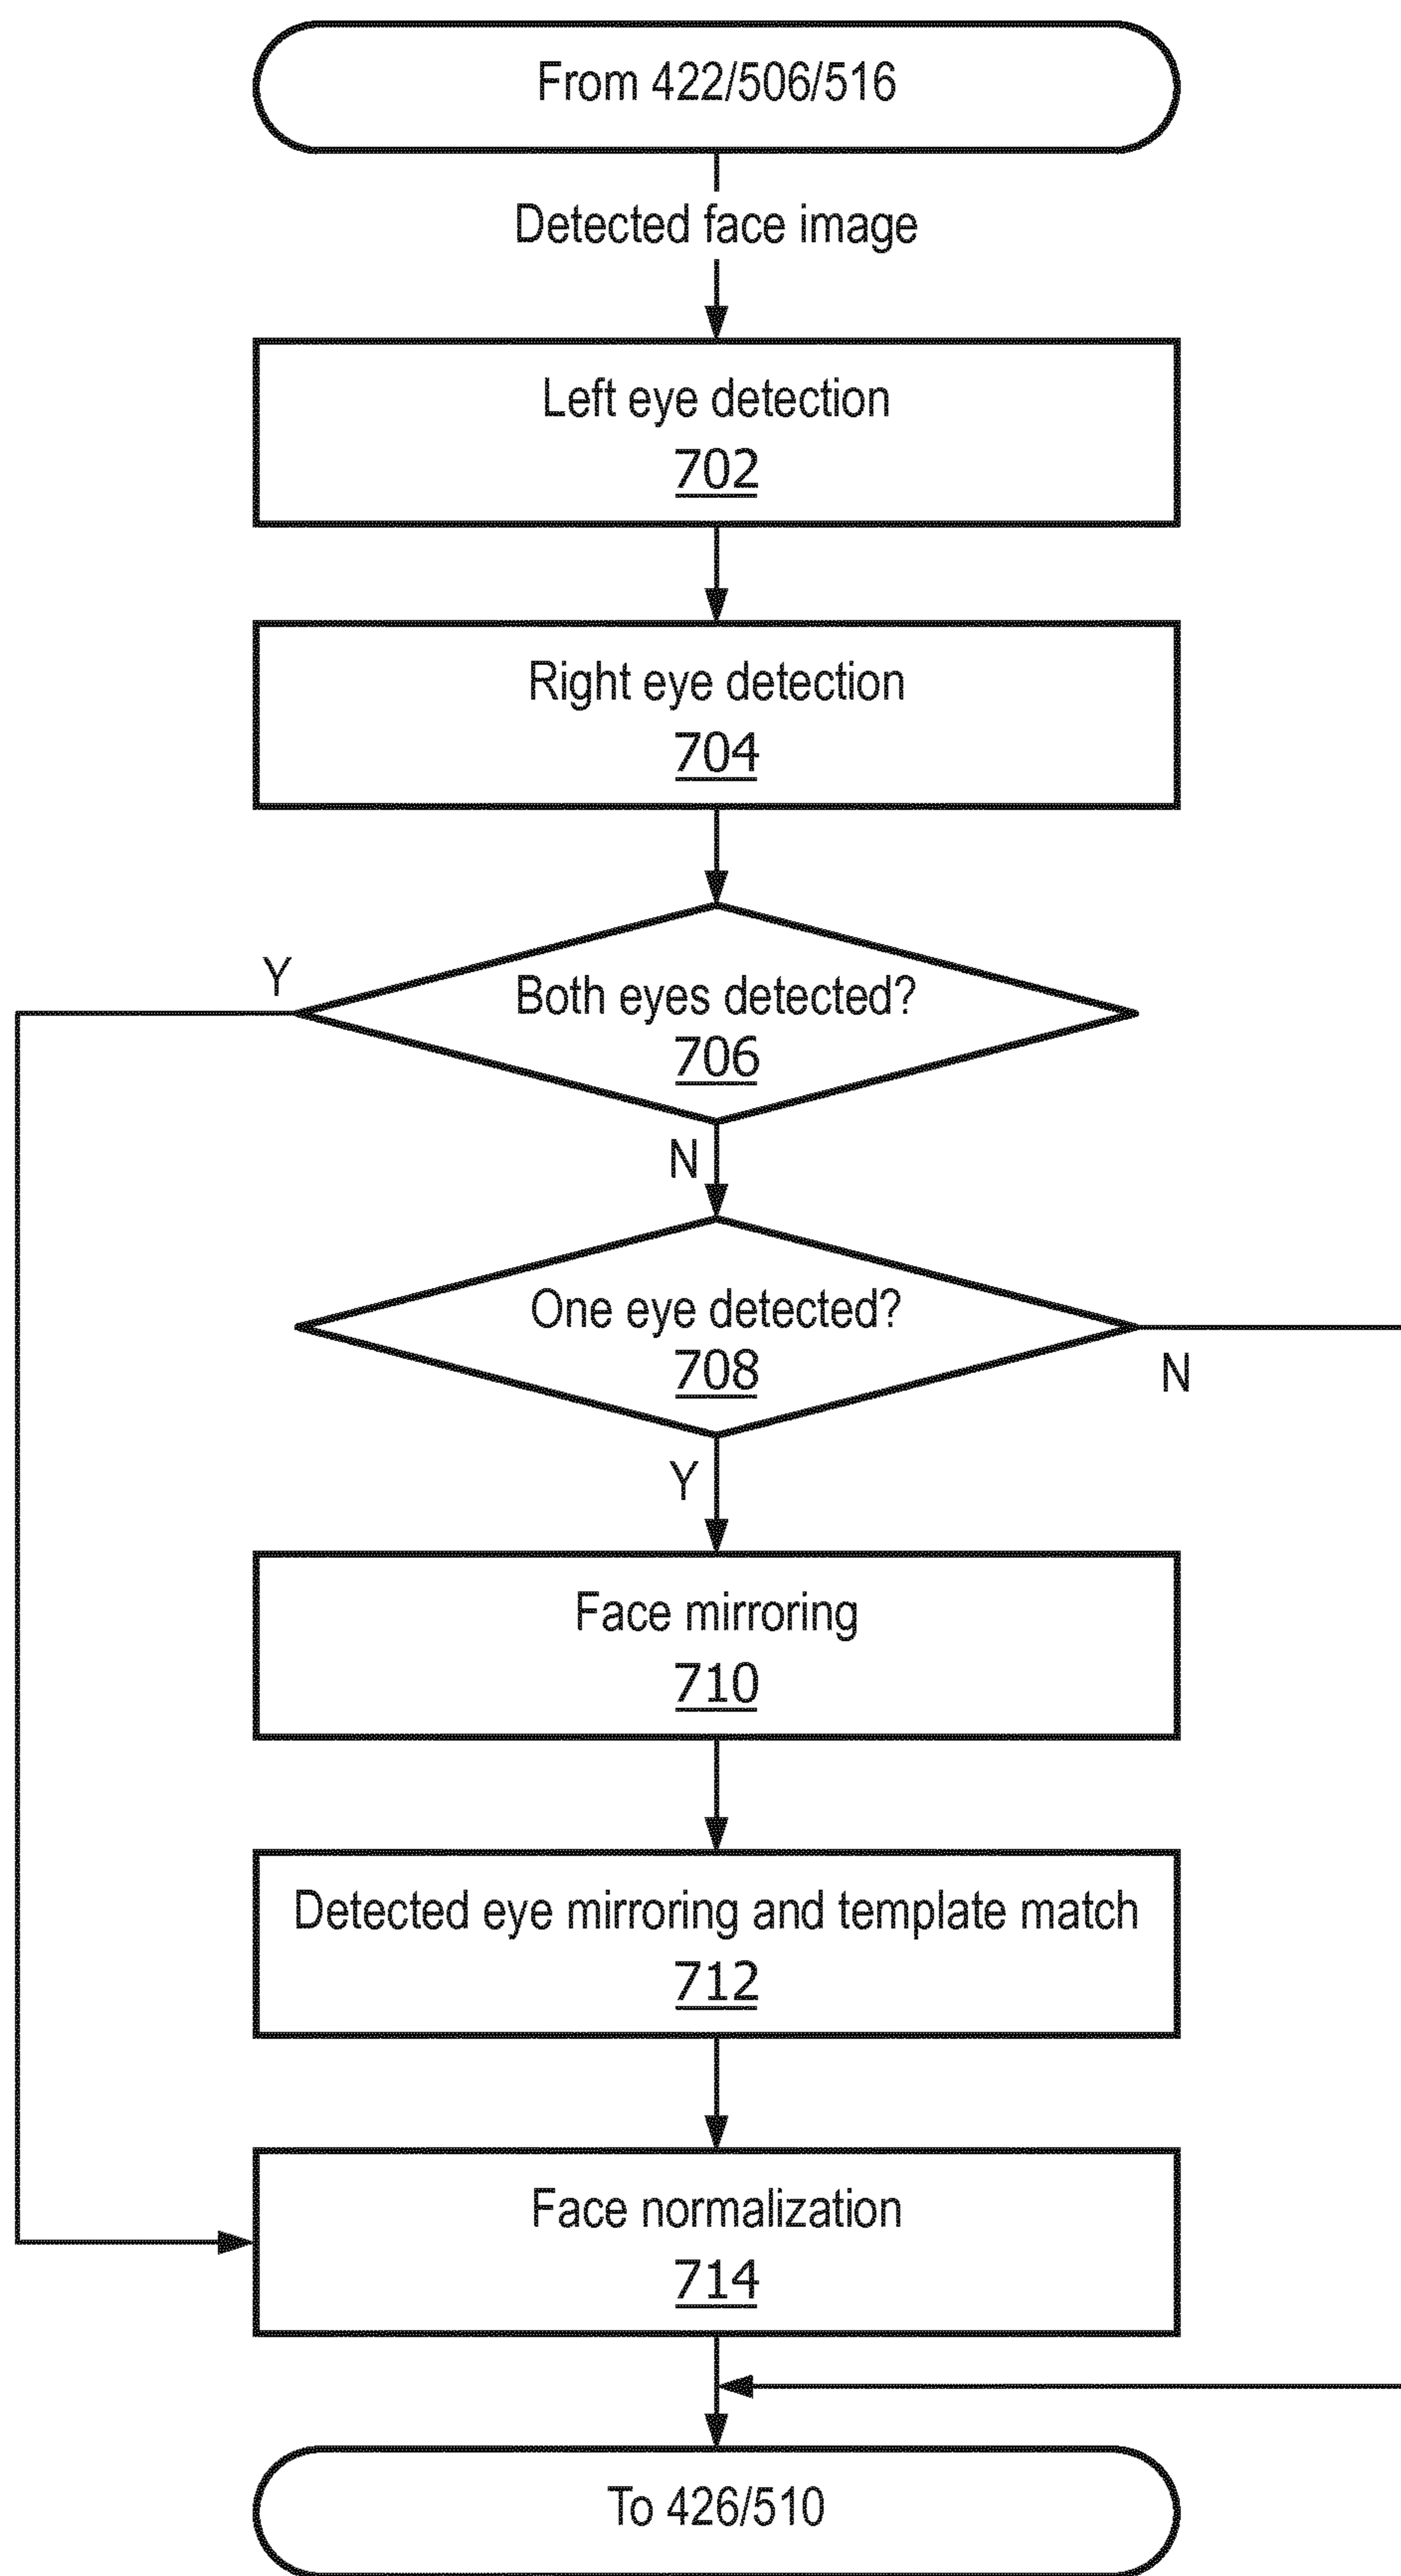 From 422/506/516
Detected face image
Left eye detection
702
Right eye detection
704
Y
Both eyes detected?
706
N
One eye detected?
708
N
Y
Face mirroring
710
Detected eye mirroring and template match
712
Face normalization
714
To 426/510